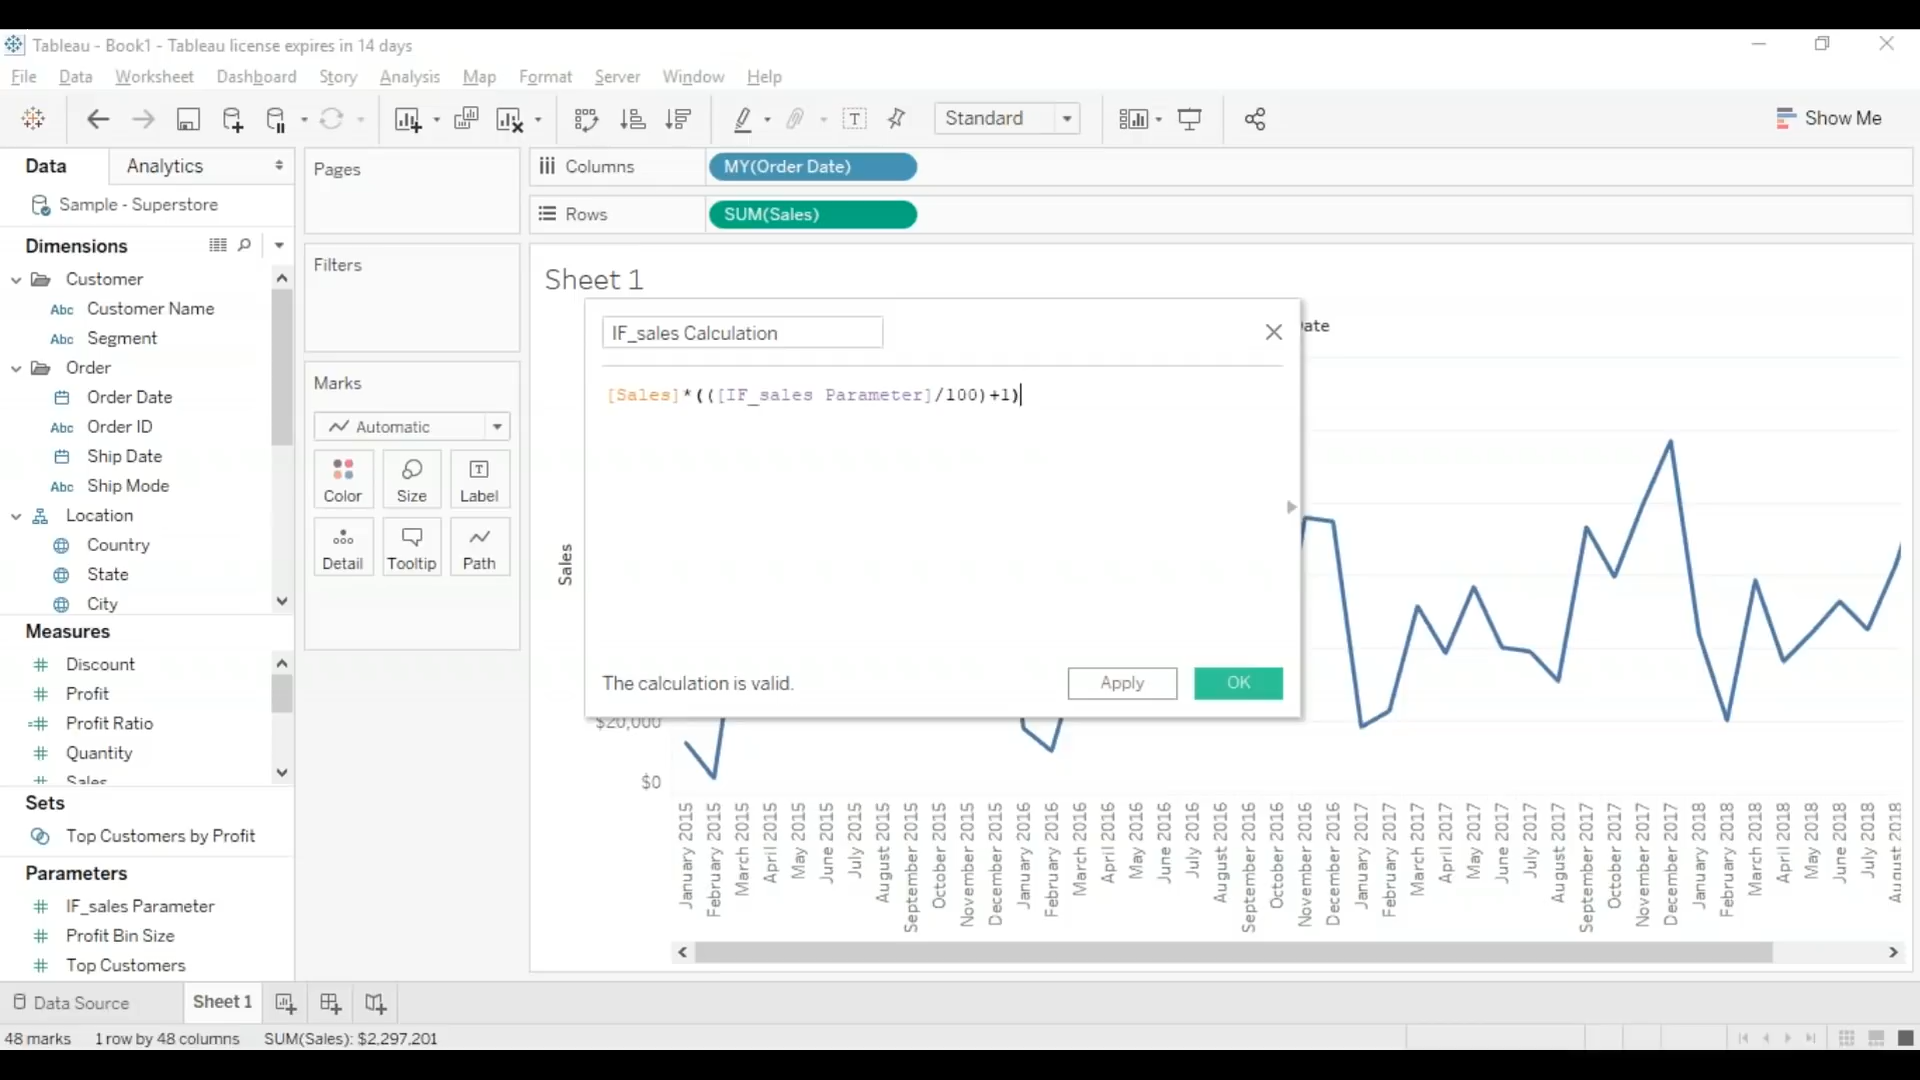 Tableau - Book1 - Tableau license expires in 14 days
File Data Worksheet Dashboard Story Analysis Map Format Server Window Help
Standard
Show Me
Data
Analytics
Sample - Superstore
Dimensions
Customer
Abc Customer Name
Abc Segment
Order
Order Date
Abc Order ID
Ship Date
Abc Ship Mode
Location
Country
State
City
Measures
Discount
Profit
Profit Ratio
Quantity
Sales
Sets
Top Customers by Profit
Parameters
IF_sales Parameter
Profit Bin Size
Top Customers
Pages
Filters
Marks
Automatic
Color Size Label
Detail Tooltip Path
Columns MY(Order Date)
Rows SUM(Sales)
Sheet 1
IF_sales Calculation
[Sales]*(([IF_sales Parameter]/100)+1)
The calculation is valid.
Apply OK
ate
Sales
$20,000
$0
January 2015
February 2015
March 2015
April 2015
May 2015
June 2015
July 2015
August 2015
September 2015
October 2015
November 2015
December 2015
January 2016
February 2016
March 2016
April 2016
May 2016
June 2016
July 2016
August 2016
September 2016
October 2016
November 2016
December 2016
January 2017
February 2017
March 2017
April 2017
May 2017
June 2017
July 2017
August 2017
September 2017
October 2017
November 2017
December 2017
January 2018
February 2018
March 2018
April 2018
May 2018
June 2018
July 2018
August 2018
Data Source
Sheet 1
48 marks 1 row by 48 columns SUM(Sales): $2,297,201